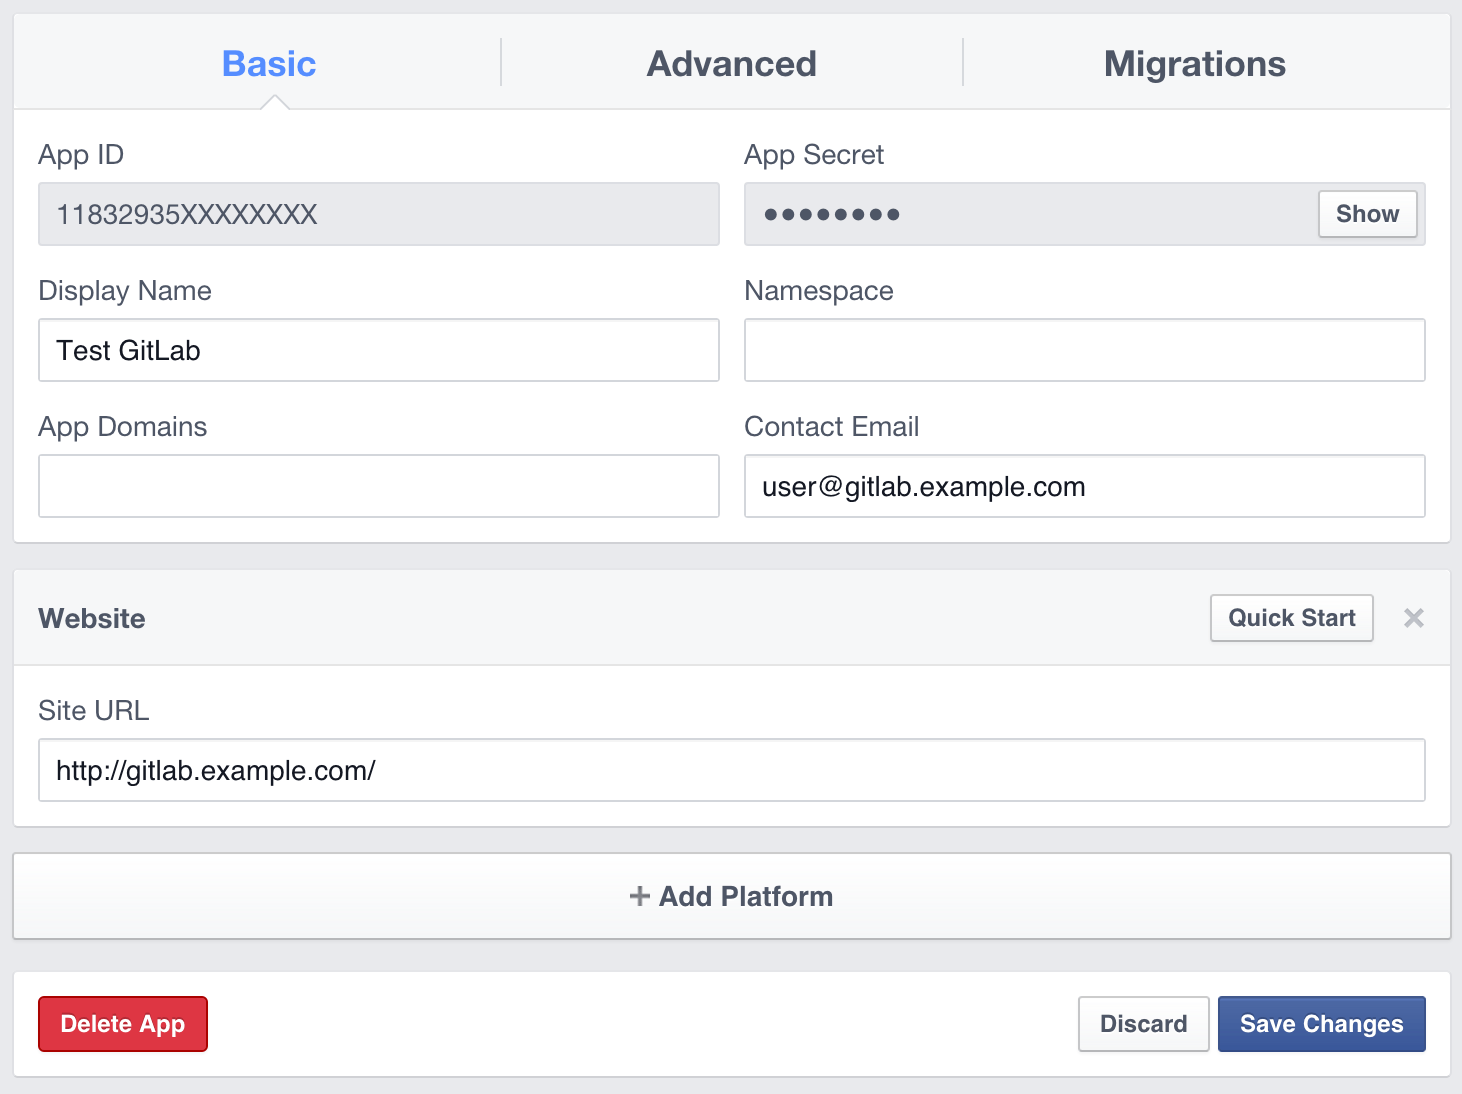 Basic Advanced Migrations
App ID App Secret
11832935XXXXXXXX •••••••• Show
Display Name Namespace
Test GitLab
App Domains Contact Email
user@gitlab.example.com
Website Quick Start ×
Site URL
http://gitlab.example.com/
+ Add Platform
Delete App Discard Save Changes